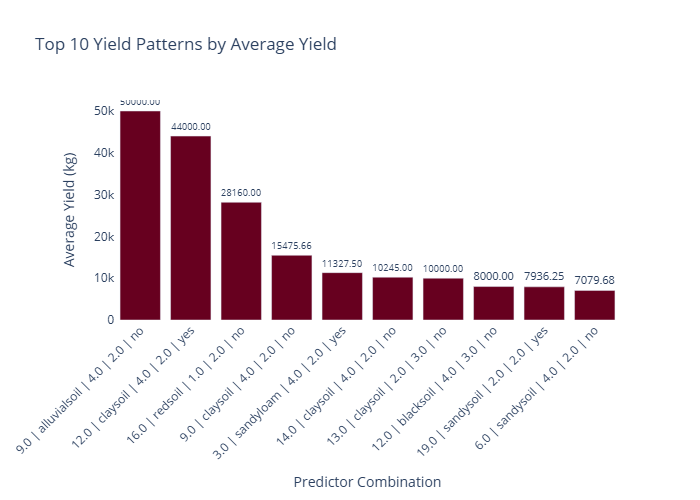 Top 10 Yield Patterns by Average Yield
50000.00
44000.00
28160.00
15475.66
11327.50
10245.00
10000.00
8000.00
7936.25
7079.68
50k
40k
30k
20k
10k
0
Average Yield (kg)
9.0 | alluvialsoil | 4.0 | 2.0 | no
12.0 | claysoil | 4.0 | 2.0 | yes
16.0 | redsoil | 1.0 | 2.0 | no
9.0 | claysoil | 4.0 | 2.0 | no
3.0 | sandyloam | 4.0 | 2.0 | yes
14.0 | claysoil | 4.0 | 2.0 | no
13.0 | claysoil | 2.0 | 3.0 | no
12.0 | blacksoil | 4.0 | 3.0 | no
19.0 | sandysoil | 2.0 | 2.0 | yes
6.0 | sandysoil | 4.0 | 2.0 | no
Predictor Combination